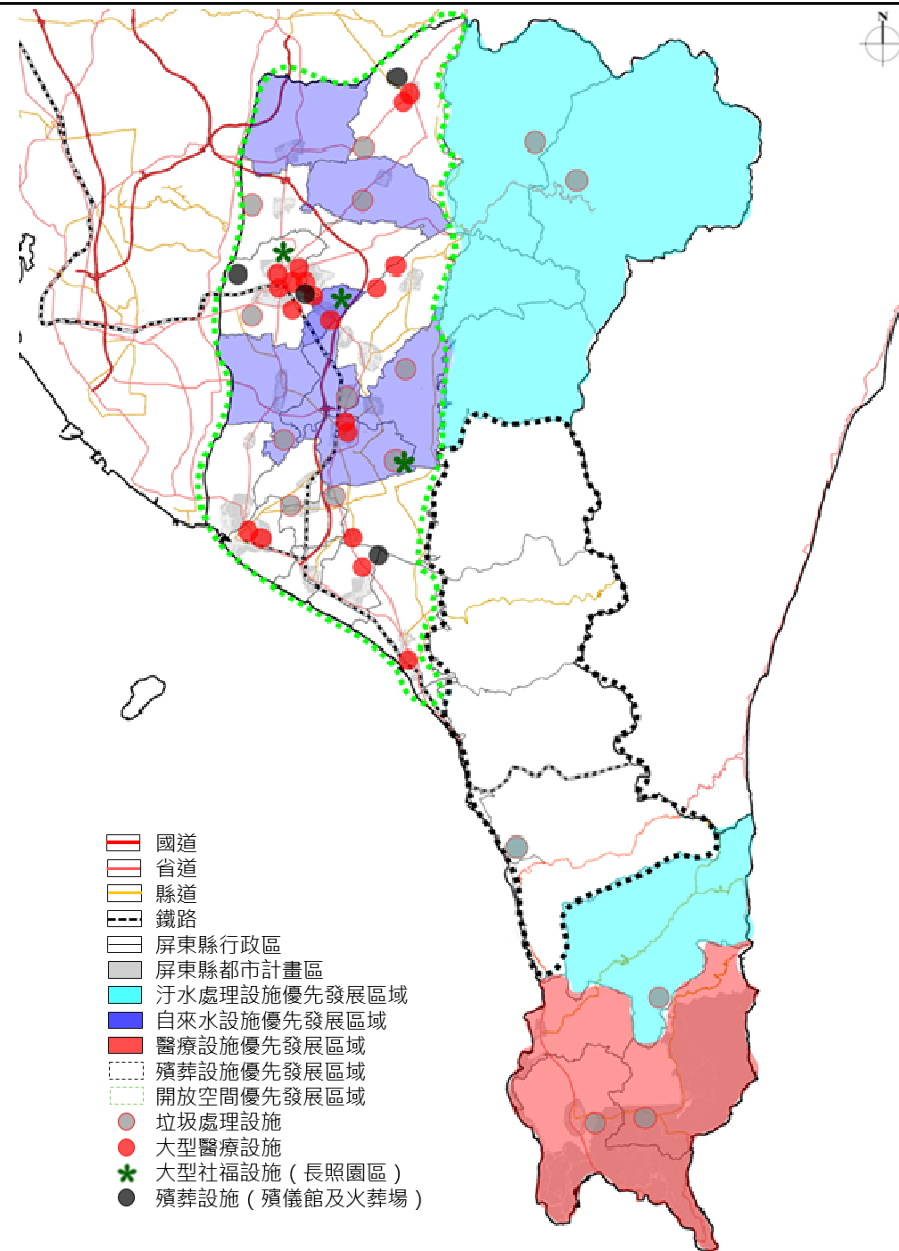 N
國道
省道
縣道
鐵路
屏東縣行政區
屏東縣都市計畫區
汙水處理設施優先發展區域
自來水設施優先發展區域
醫療設施優先發展區域
殯葬設施優先發展區域
開放空間優先發展區域
垃圾處理設施
大型醫療設施
大型社福設施（長照園區）
殯葬設施（殯儀館及火葬場）